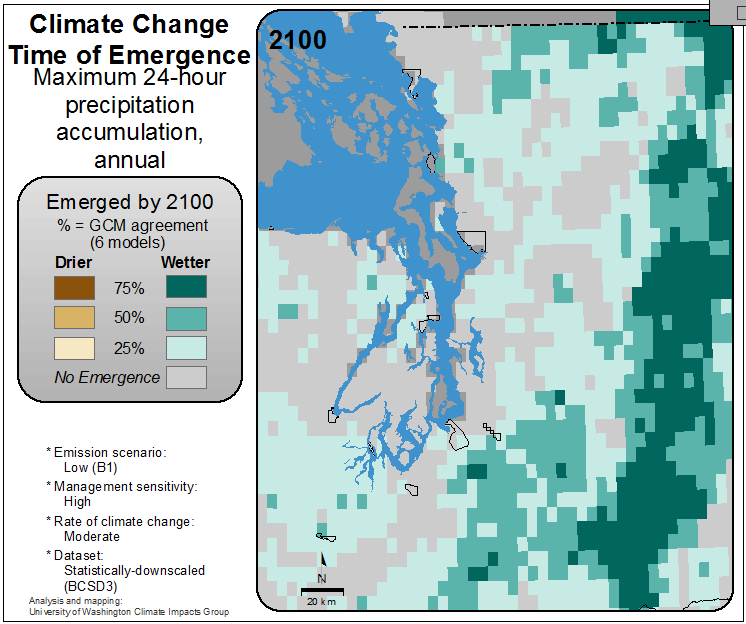 Climate Change
Time of Emergence
Maximum 24-hour
precipitation
accumulation,
annual
2100
Emerged by 2100
% = GCM agreement
(6 models)
Drier Wetter
75%
50%
25%
No Emergence
* Emission scenario:
Low (B1)
* Management sensitivity:
High
* Rate of climate change:
Moderate
* Dataset:
Statistically-downscaled
(BCSD3)
Analysis and mapping:
University of Washington Climate Impacts Group
N
20 km